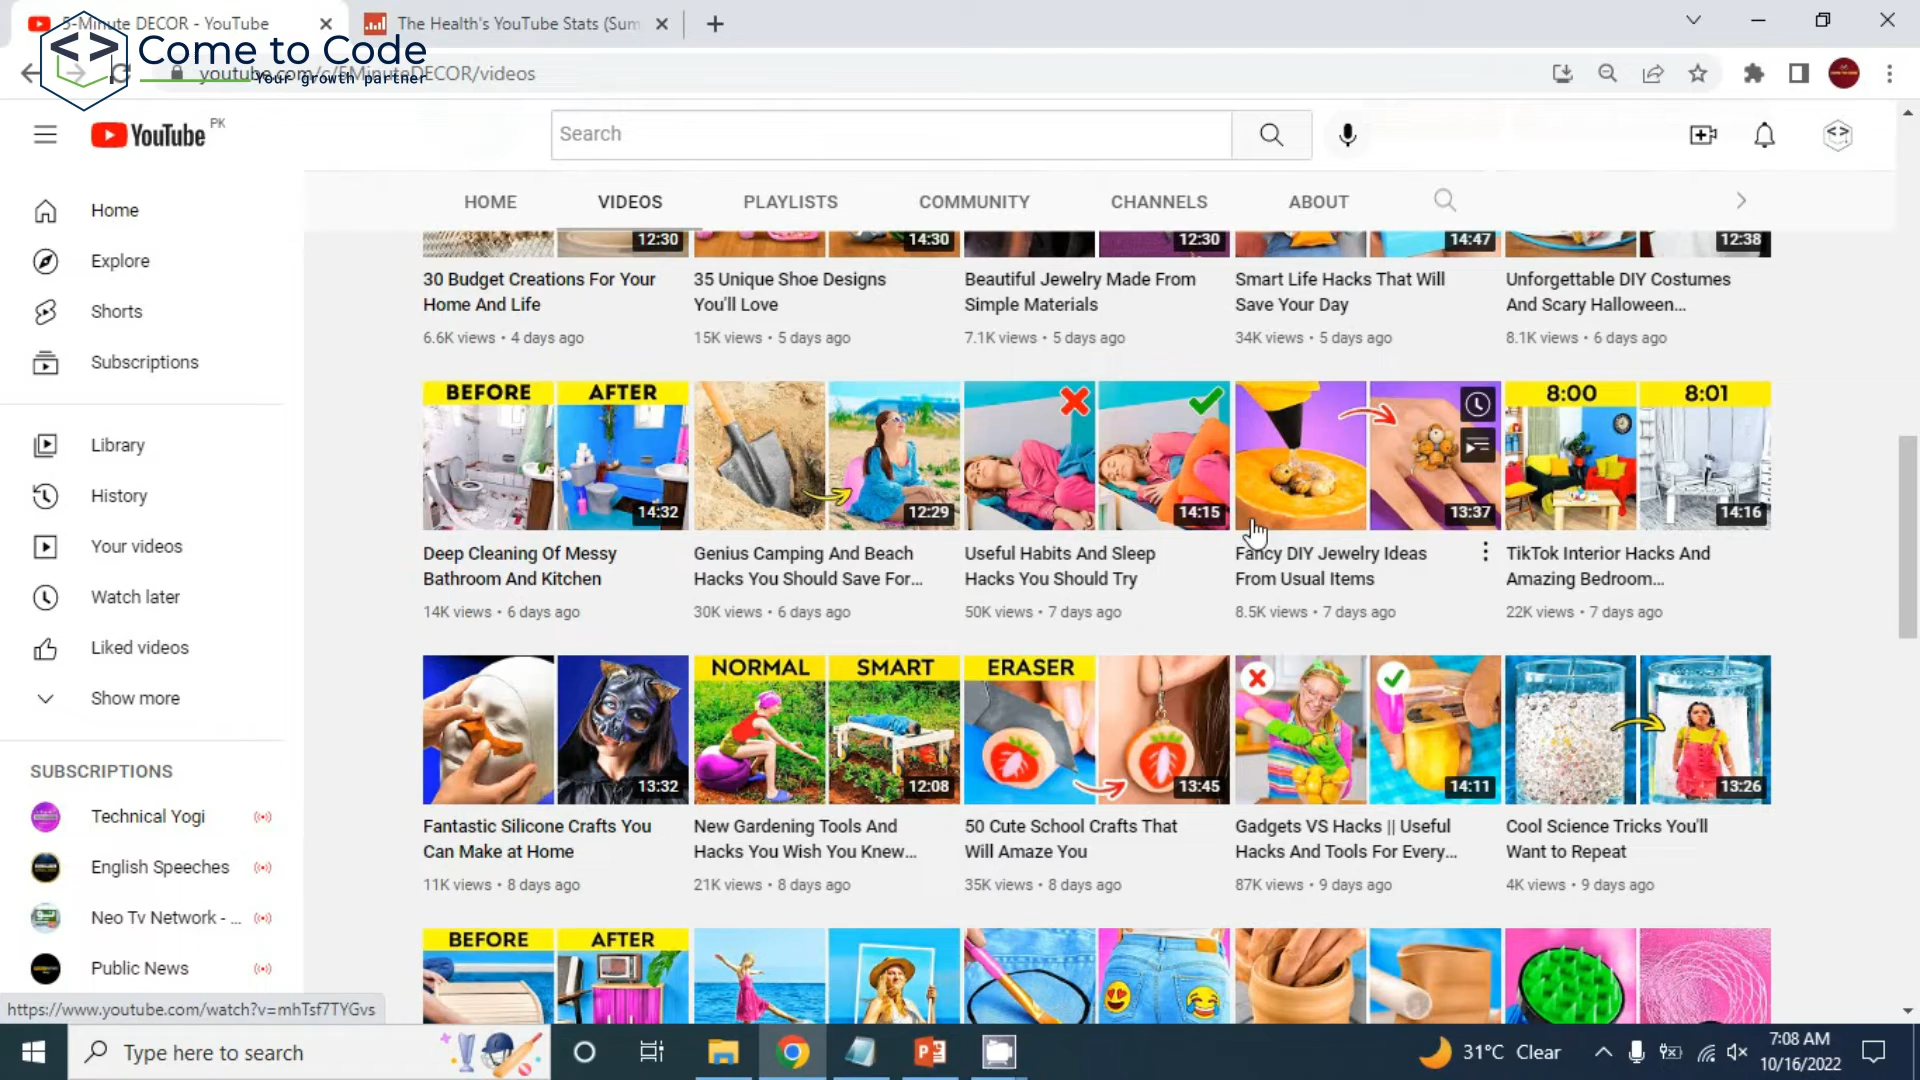 5-Minute DECOR - YouTube
The Health's YouTube Stats (Sum
Come to Code
Your growth partner
youtube.com/c/5MinuteDECOR/videos
YouTube PK
Search
HOME VIDEOS PLAYLISTS COMMUNITY CHANNELS ABOUT
Home
Explore
Shorts
Subscriptions
Library
History
Your videos
Watch later
Liked videos
Show more
SUBSCRIPTIONS
Technical Yogi
English Speeches
Neo Tv Network - ...
Public News
12:30 14:30 12:30 14:47 12:38
30 Budget Creations For Your
Home And Life
6.6K views • 4 days ago
35 Unique Shoe Designs
You'll Love
15K views • 5 days ago
Beautiful Jewelry Made From
Simple Materials
7.1K views • 5 days ago
Smart Life Hacks That Will
Save Your Day
34K views • 5 days ago
Unforgettable DIY Costumes
And Scary Halloween...
8.1K views • 6 days ago
BEFORE AFTER
14:32
Deep Cleaning Of Messy
Bathroom And Kitchen
14K views • 6 days ago
12:29
Genius Camping And Beach
Hacks You Should Save For...
30K views • 6 days ago
14:15
Useful Habits And Sleep
Hacks You Should Try
50K views • 7 days ago
13:37
Fancy DIY Jewelry Ideas
From Usual Items
8.5K views • 7 days ago
8:00 8:01
14:16
TikTok Interior Hacks And
Amazing Bedroom...
22K views • 7 days ago
13:32
Fantastic Silicone Crafts You
Can Make at Home
11K views • 8 days ago
NORMAL SMART
12:08
New Gardening Tools And
Hacks You Wish You Knew...
21K views • 8 days ago
ERASER
13:45
50 Cute School Crafts That
Will Amaze You
35K views • 8 days ago
14:11
Gadgets VS Hacks || Useful
Hacks And Tools For Every...
87K views • 9 days ago
13:26
Cool Science Tricks You'll
Want to Repeat
4K views • 9 days ago
BEFORE AFTER
https://www.youtube.com/watch?v=mhTsf7TYGvs
Type here to search
31°C Clear
7:08 AM
10/16/2022